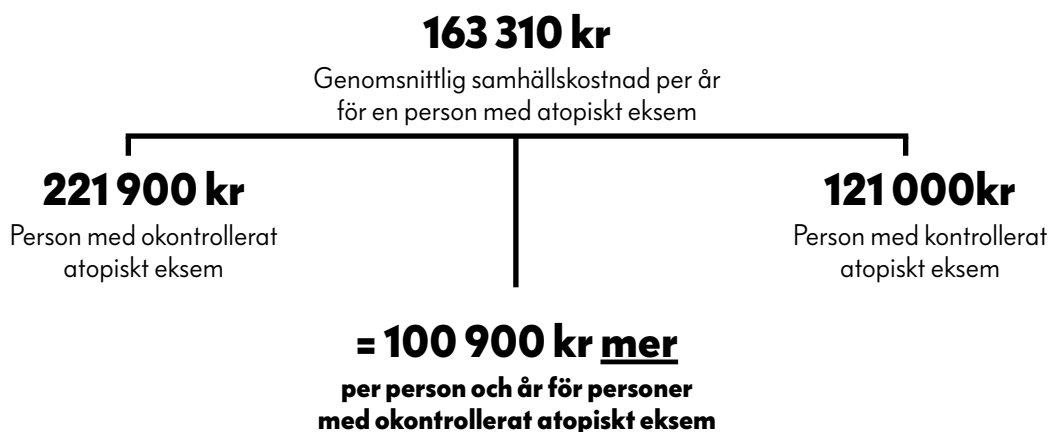 163 310 kr
Genomsnittlig samhällskostnad per år
för en person med atopiskt eksem
221 900 kr
Person med okontrollerat
atopiskt eksem
121 000kr
Person med kontrollerat
atopiskt eksem
= 100 900 kr mer
per person och år för personer
med okontrollerat atopiskt eksem